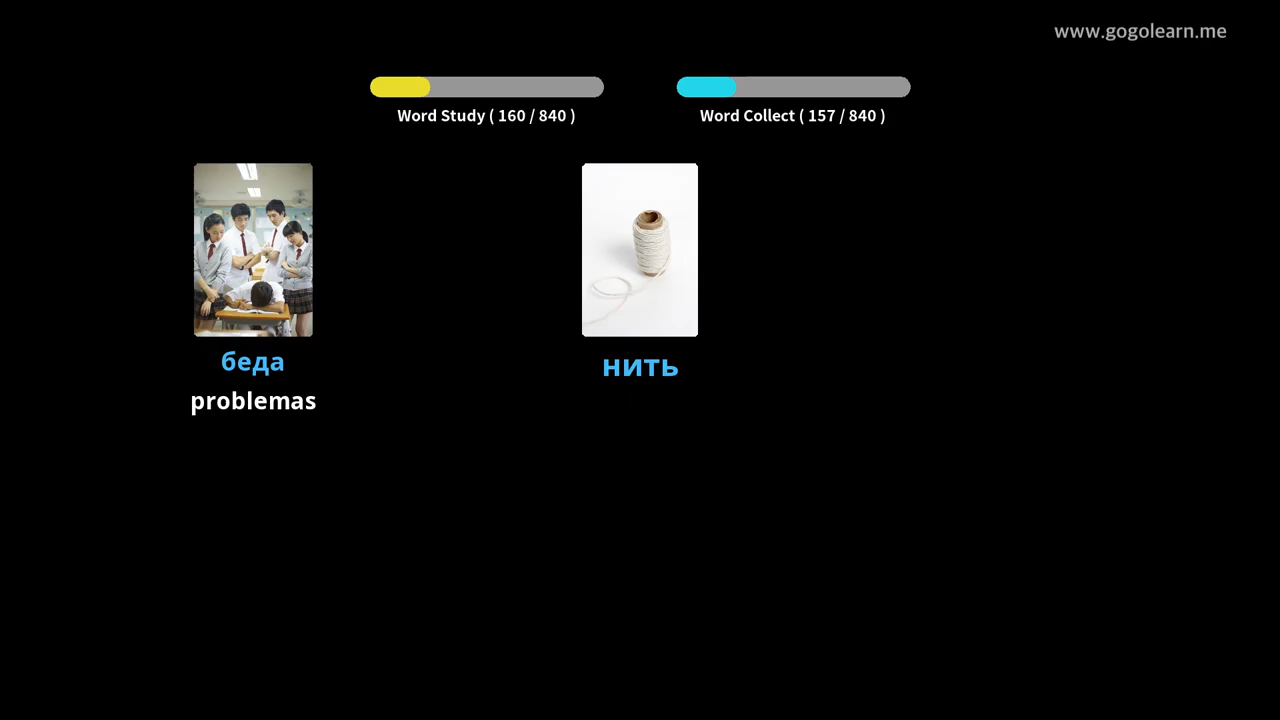 www.gogolearn.me
Word Study ( 160 / 840 )
Word Collect ( 157 / 840 )
беда
problemas
нить